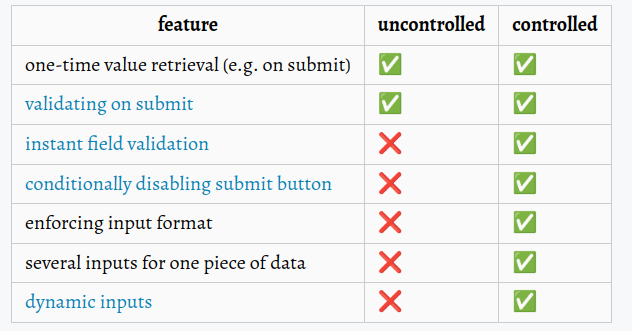 feature uncontrolled controlled
one-time value retrieval (e.g. on submit) ✅ ✅
validating on submit ✅ ✅
instant field validation ❌ ✅
conditionally disabling submit button ❌ ✅
enforcing input format ❌ ✅
several inputs for one piece of data ❌ ✅
dynamic inputs ❌ ✅